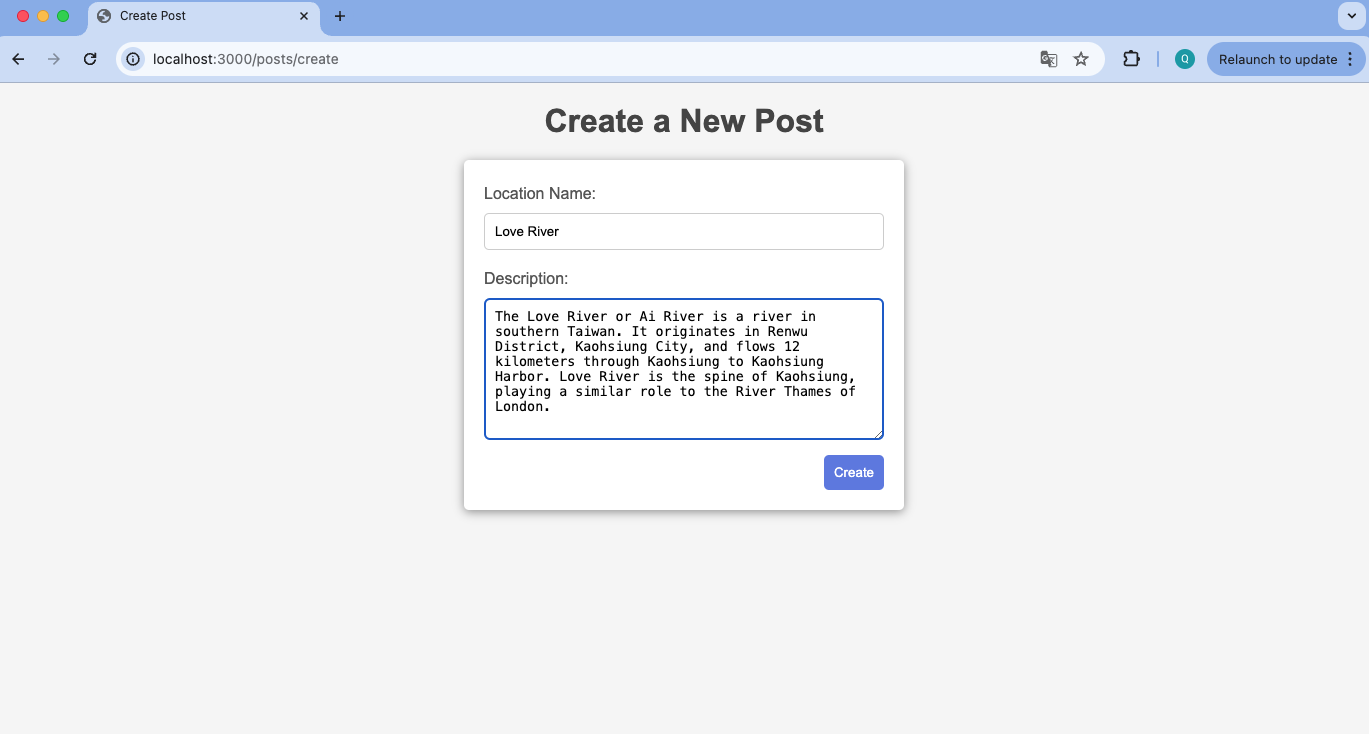 Create Post
localhost:3000/posts/create
Q
Relaunch to update
Create a New Post
Location Name:
Love River
Description:
The Love River or Ai River is a river in
southern Taiwan. It originates in Renwu
District, Kaohsiung City, and flows 12
kilometers through Kaohsiung to Kaohsiung
Harbor. Love River is the spine of Kaohsiung,
playing a similar role to the River Thames of
London.
Create